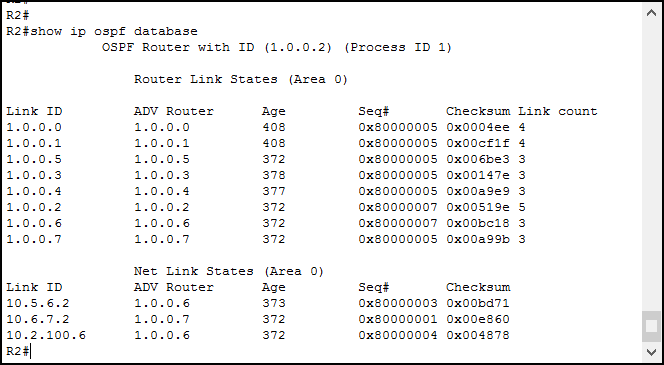 R2#
R2#show ip ospf database
OSPF Router with ID (1.0.0.2) (Process ID 1)
Router Link States (Area 0)
Link ID ADV Router Age Seq# Checksum Link count
1.0.0.0 1.0.0.0 408 0x80000005 0x0004ee 4
1.0.0.1 1.0.0.1 408 0x80000005 0x00cf1f 4
1.0.0.5 1.0.0.5 372 0x80000005 0x006be3 3
1.0.0.3 1.0.0.3 378 0x80000005 0x00147e 3
1.0.0.4 1.0.0.4 377 0x80000005 0x00a9e9 3
1.0.0.2 1.0.0.2 372 0x80000007 0x00519e 5
1.0.0.6 1.0.0.6 372 0x80000007 0x00bc18 3
1.0.0.7 1.0.0.7 372 0x80000005 0x00a99b 3
Net Link States (Area 0)
Link ID ADV Router Age Seq# Checksum
10.5.6.2 1.0.0.6 373 0x80000003 0x00bd71
10.6.7.2 1.0.0.7 372 0x80000001 0x00e860
10.2.100.6 1.0.0.6 372 0x80000004 0x004878
R2#